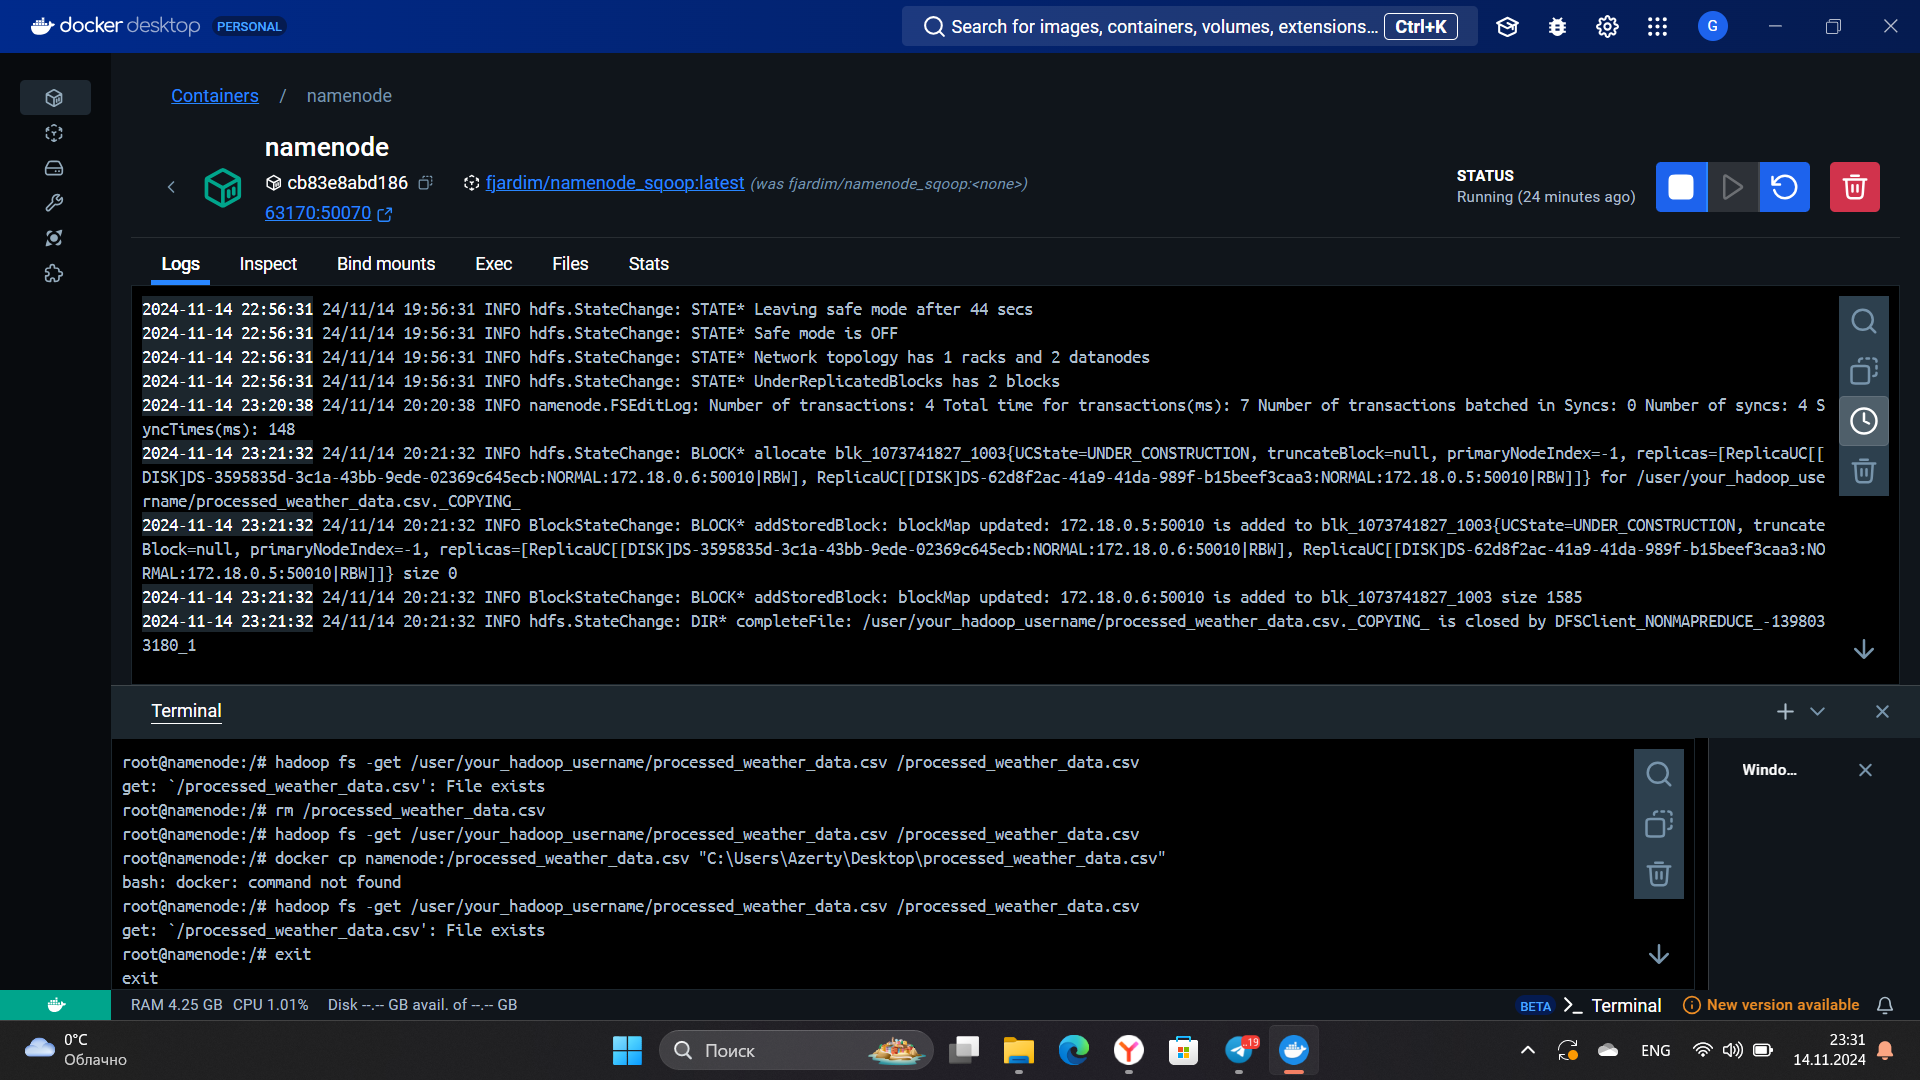 docker desktop PERSONAL
Search for images, containers, volumes, extensions... Ctrl+K
G
Containers / namenode
namenode
cb83e8abd186 fjardim/namenode_sqoop:latest (was fjardim/namenode_sqoop:<none>)
63170:50070
STATUS
Running (24 minutes ago)
Logs Inspect Bind mounts Exec Files Stats
2024-11-14 22:56:31 24/11/14 19:56:31 INFO hdfs.StateChange: STATE* Leaving safe mode after 44 secs
2024-11-14 22:56:31 24/11/14 19:56:31 INFO hdfs.StateChange: STATE* Safe mode is OFF
2024-11-14 22:56:31 24/11/14 19:56:31 INFO hdfs.StateChange: STATE* Network topology has 1 racks and 2 datanodes
2024-11-14 22:56:31 24/11/14 19:56:31 INFO hdfs.StateChange: STATE* UnderReplicatedBlocks has 2 blocks
2024-11-14 23:20:38 24/11/14 20:20:38 INFO namenode.FSEditLog: Number of transactions: 4 Total time for transactions(ms): 7 Number of transactions batched in Syncs: 0 Number of syncs: 4 S
yncTimes(ms): 148
2024-11-14 23:21:32 24/11/14 20:21:32 INFO hdfs.StateChange: BLOCK* allocate blk_1073741827_1003{UCState=UNDER_CONSTRUCTION, truncateBlock=null, primaryNodeIndex=-1, replicas=[ReplicaUC[[
DISK]DS-3595835d-3c1a-43bb-9ede-02369c645ecb:NORMAL:172.18.0.6:50010|RBW], ReplicaUC[[DISK]DS-62d8f2ac-41a9-41da-989f-b15beef3caa3:NORMAL:172.18.0.5:50010|RBW]]} for /user/your_hadoop_use
rname/processed_weather_data.csv._COPYING_
2024-11-14 23:21:32 24/11/14 20:21:32 INFO BlockStateChange: BLOCK* addStoredBlock: blockMap updated: 172.18.0.5:50010 is added to blk_1073741827_1003{UCState=UNDER_CONSTRUCTION, truncate
Block=null, primaryNodeIndex=-1, replicas=[ReplicaUC[[DISK]DS-3595835d-3c1a-43bb-9ede-02369c645ecb:NORMAL:172.18.0.6:50010|RBW], ReplicaUC[[DISK]DS-62d8f2ac-41a9-41da-989f-b15beef3caa3:NO
RMAL:172.18.0.5:50010|RBW]]} size 0
2024-11-14 23:21:32 24/11/14 20:21:32 INFO BlockStateChange: BLOCK* addStoredBlock: blockMap updated: 172.18.0.6:50010 is added to blk_1073741827_1003 size 1585
2024-11-14 23:21:32 24/11/14 20:21:32 INFO hdfs.StateChange: DIR* completeFile: /user/your_hadoop_username/processed_weather_data.csv._COPYING_ is closed by DFSClient_NONMAPREDUCE_-139803
3180_1
Terminal
root@namenode:/# hadoop fs -get /user/your_hadoop_username/processed_weather_data.csv /processed_weather_data.csv
get: `/processed_weather_data.csv': File exists
root@namenode:/# rm /processed_weather_data.csv
root@namenode:/# hadoop fs -get /user/your_hadoop_username/processed_weather_data.csv /processed_weather_data.csv
root@namenode:/# docker cp namenode:/processed_weather_data.csv "C:\Users\Azerty\Desktop\processed_weather_data.csv"
bash: docker: command not found
root@namenode:/# hadoop fs -get /user/your_hadoop_username/processed_weather_data.csv /processed_weather_data.csv
get: `/processed_weather_data.csv': File exists
root@namenode:/# exit
exit
Windo...
RAM 4.25 GB CPU 1.01% Disk --.-- GB avail. of --.-- GB
BETA Terminal New version available
0°C
Облачно
Поиск
19
ENG
23:31
14.11.2024